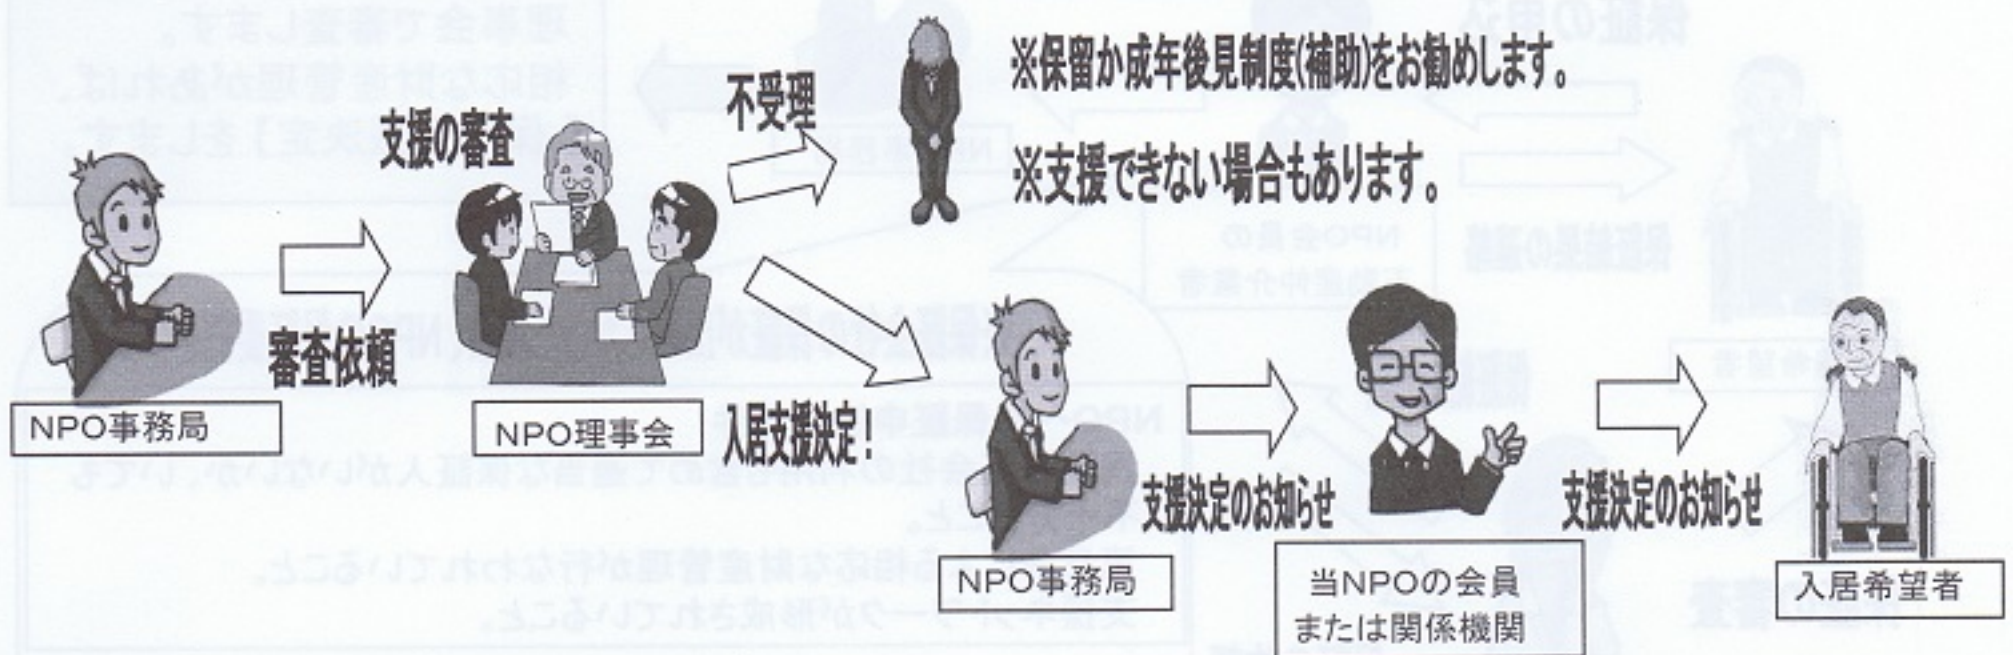 支援の審査
不受理
※保留か成年後見制度(補助)をお勧めします。
※支援できない場合もあります。
審査依頼
NPO事務局
NPO理事会
入居支援決定！
支援決定のお知らせ
支援決定のお知らせ
NPO事務局
当NPOの会員
または関係機関
入居希望者